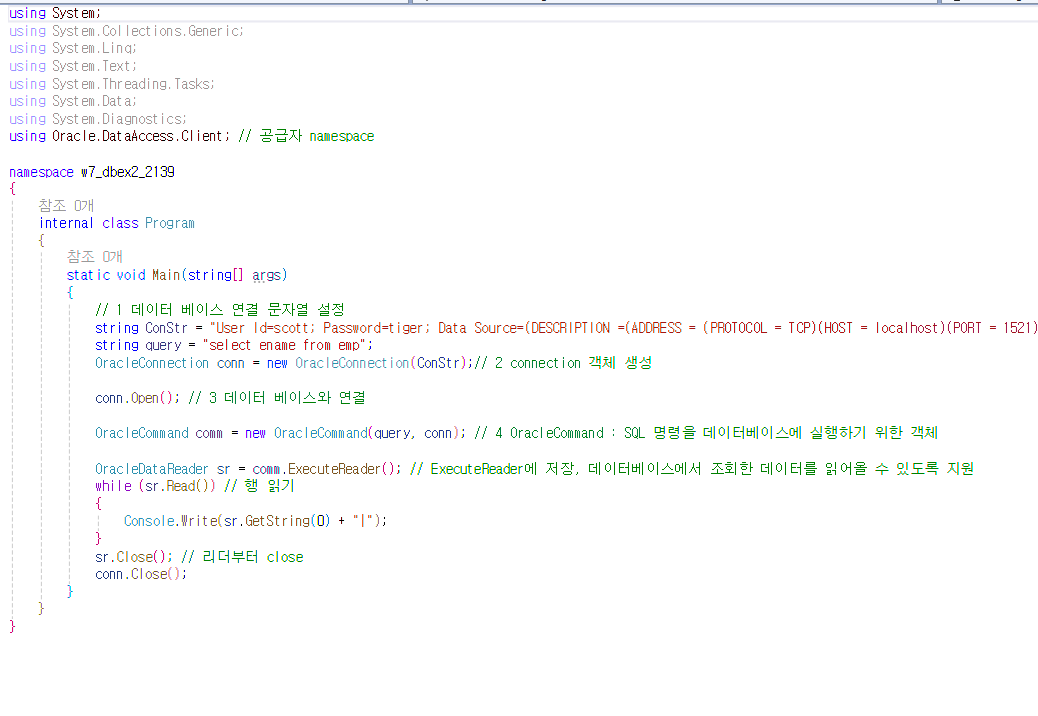 using System;
using System.Collections.Generic;
using System.Linq;
using System.Text;
using System.Threading.Tasks;
using System.Data;
using System.Diagnostics;
using Oracle.DataAccess.Client; // 공급자 namespace
namespace w7_dbex2_2139
{
참조 0개
internal class Program
{
참조 0개
static void Main(string[] args)
{
// 1 데이터 베이스 연결 문자열 설정
string ConStr = "User Id=scott; Password=tiger; Data Source=(DESCRIPTION =(ADDRESS = (PROTOCOL = TCP)(HOST = localhost)(PORT = 1521)
string query = "select ename from emp";
OracleConnection conn = new OracleConnection(ConStr);// 2 connection 객체 생성
conn.Open(); // 3 데이터 베이스와 연결
OracleCommand comm = new OracleCommand(query, conn); // 4 OracleCommand : SQL 명령을 데이터베이스에 실행하기 위한 객체
OracleDataReader sr = comm.ExecuteReader(); // ExecuteReader에 저장, 데이터베이스에서 조회한 데이터를 읽어올 수 있도록 지원
while (sr.Read()) // 행 읽기
{
Console.Write(sr.GetString(0) + "|");
}
sr.Close(); // 리더부터 close
conn.Close();
}
}
}